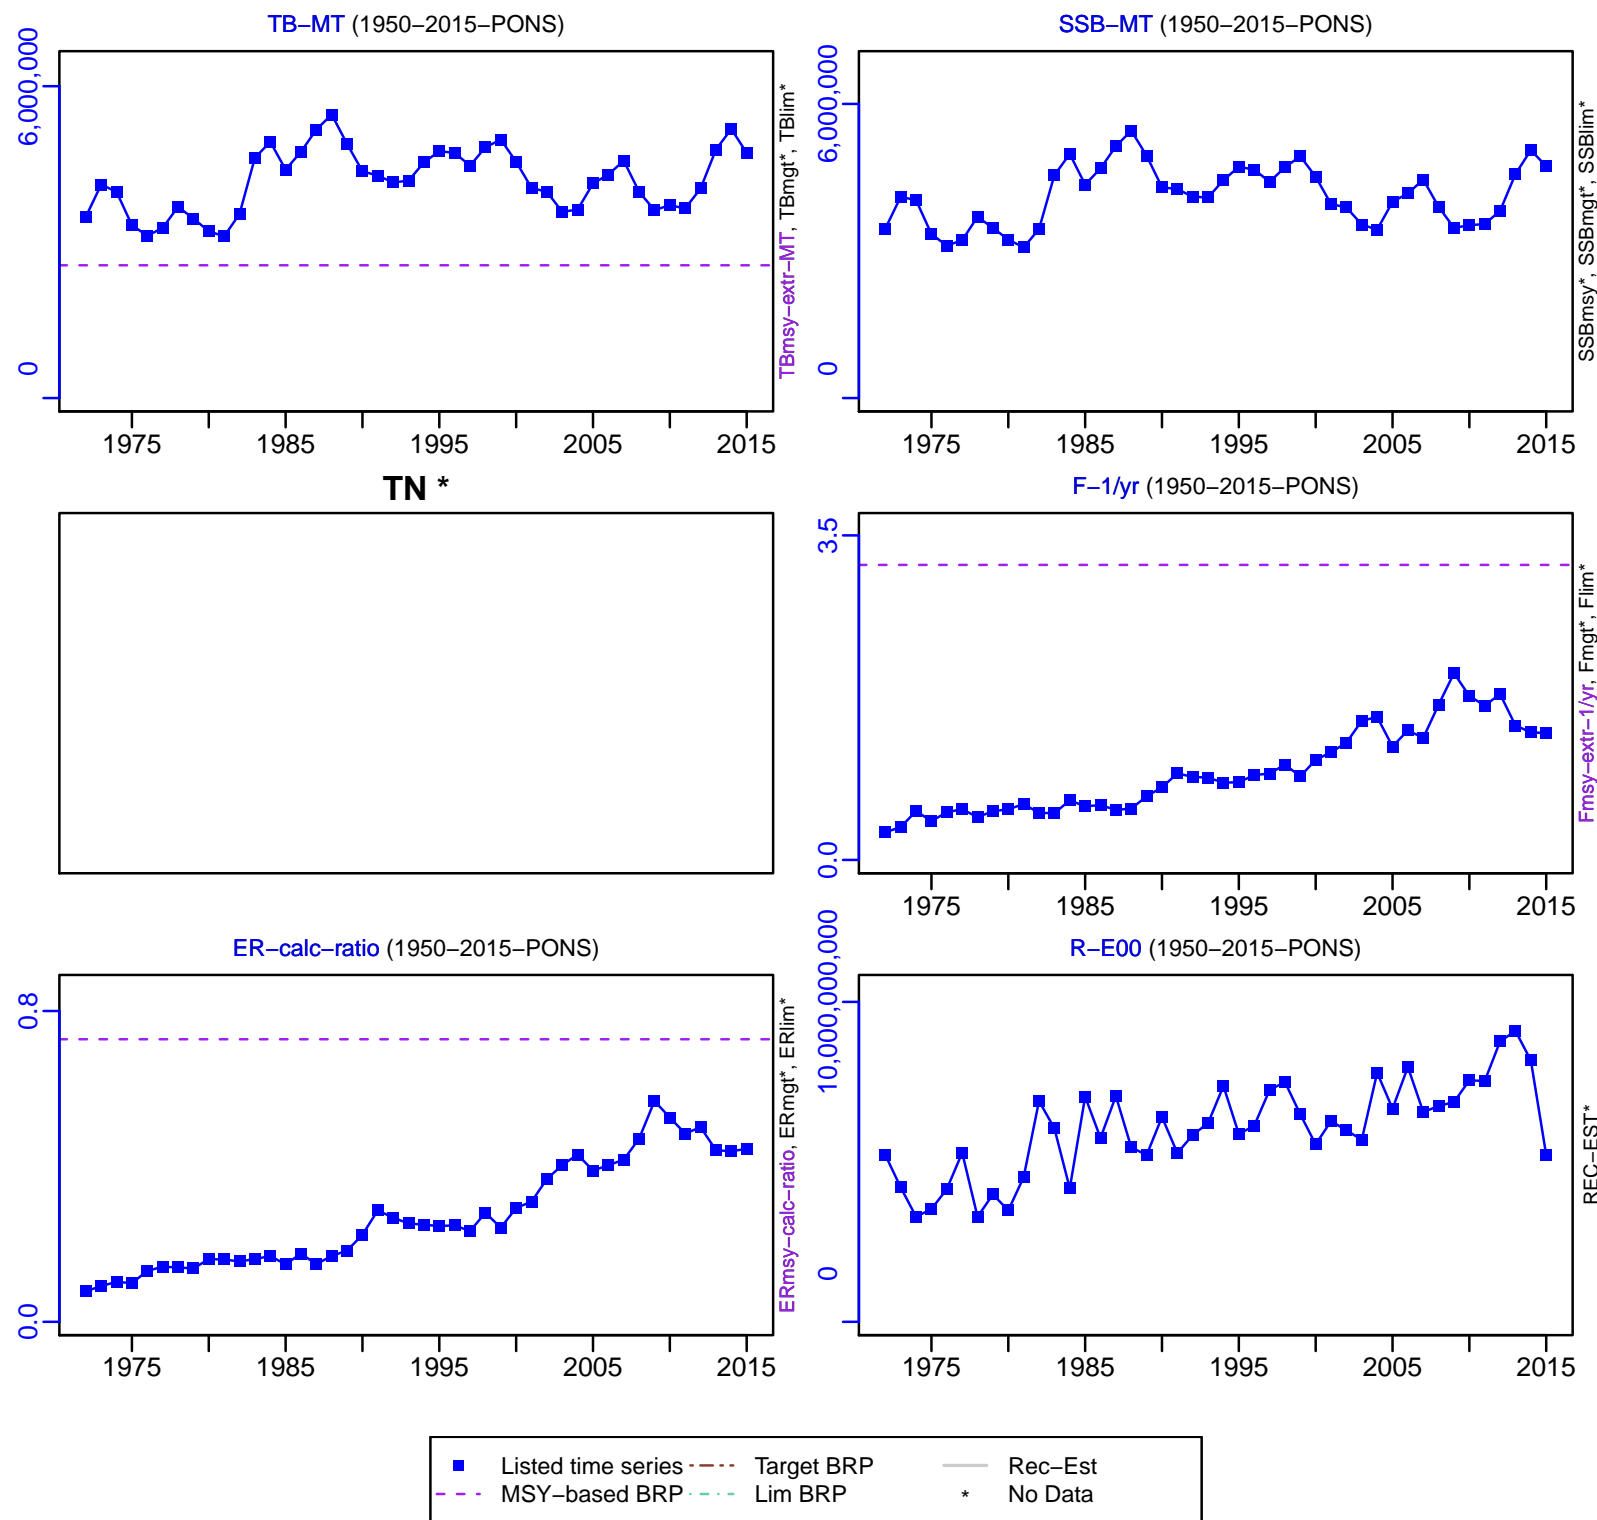 TB−MT (1950−2015−PONS)
6,000,000
0
1975 1985 1995 2005 2015
TBmsy−extr−MT, TBmgt*, TBlim*
SSB−MT (1950−2015−PONS)
6,000,000
0
1975 1985 1995 2005 2015
SSBmsy*, SSBmgt*, SSBlim*
TN *
F−1/yr (1950−2015−PONS)
3.5
0.0
1975 1985 1995 2005 2015
Fmsy−extr−1/yr, Fmgt*, Flim*
ER−calc−ratio (1950−2015−PONS)
0.8
0.0
1975 1985 1995 2005 2015
ERmsy−calc−ratio, ERmgt*, ERlim*
R−E00 (1950−2015−PONS)
10,000,000,000
0
1975 1985 1995 2005 2015
REC−EST*
Listed time series Target BRP Rec−Est
MSY−based BRP Lim BRP * No Data